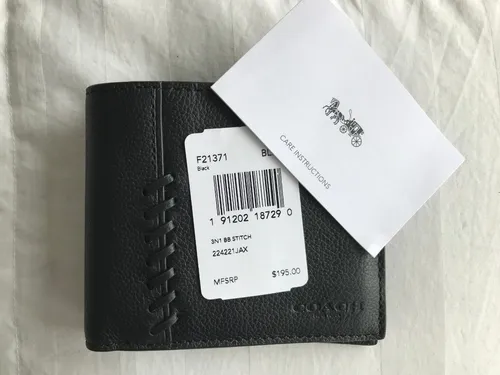 F21371
Black
1 91202 18729 0
3N1 BB STITCH
224221JAX
MFSRP $195.00
CARE INSTRUCTIONS
COACH